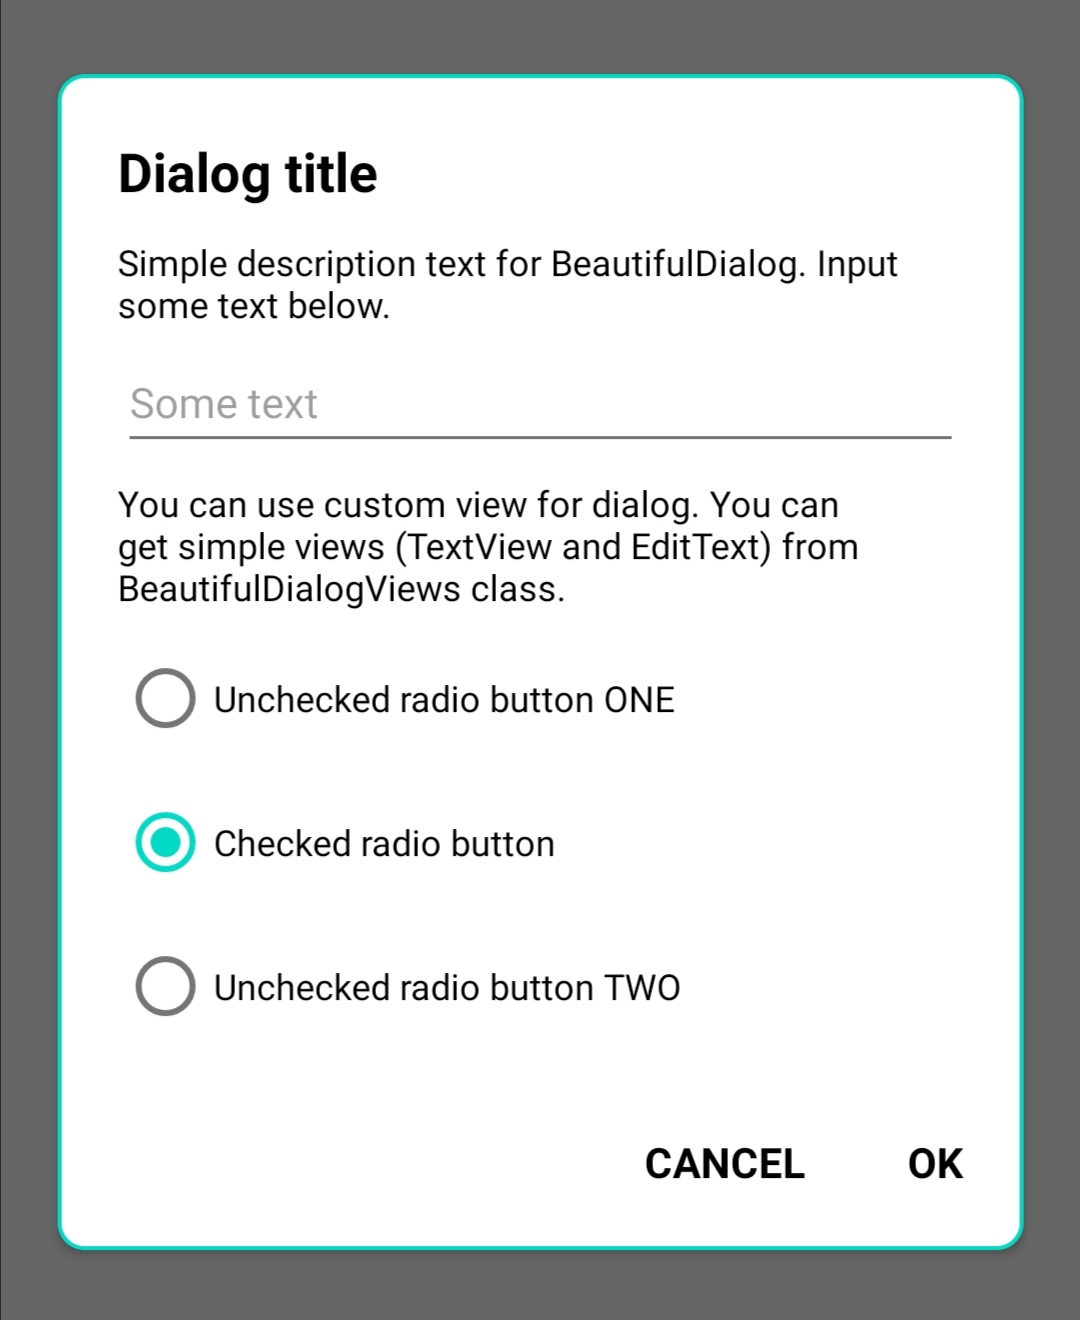 Dialog title
Simple description text for BeautifulDialog. Input
some text below.
Some text
You can use custom view for dialog. You can
get simple views (TextView and EditText) from
BeautifulDialogViews class.
Unchecked radio button ONE
Checked radio button
Unchecked radio button TWO
CANCEL OK